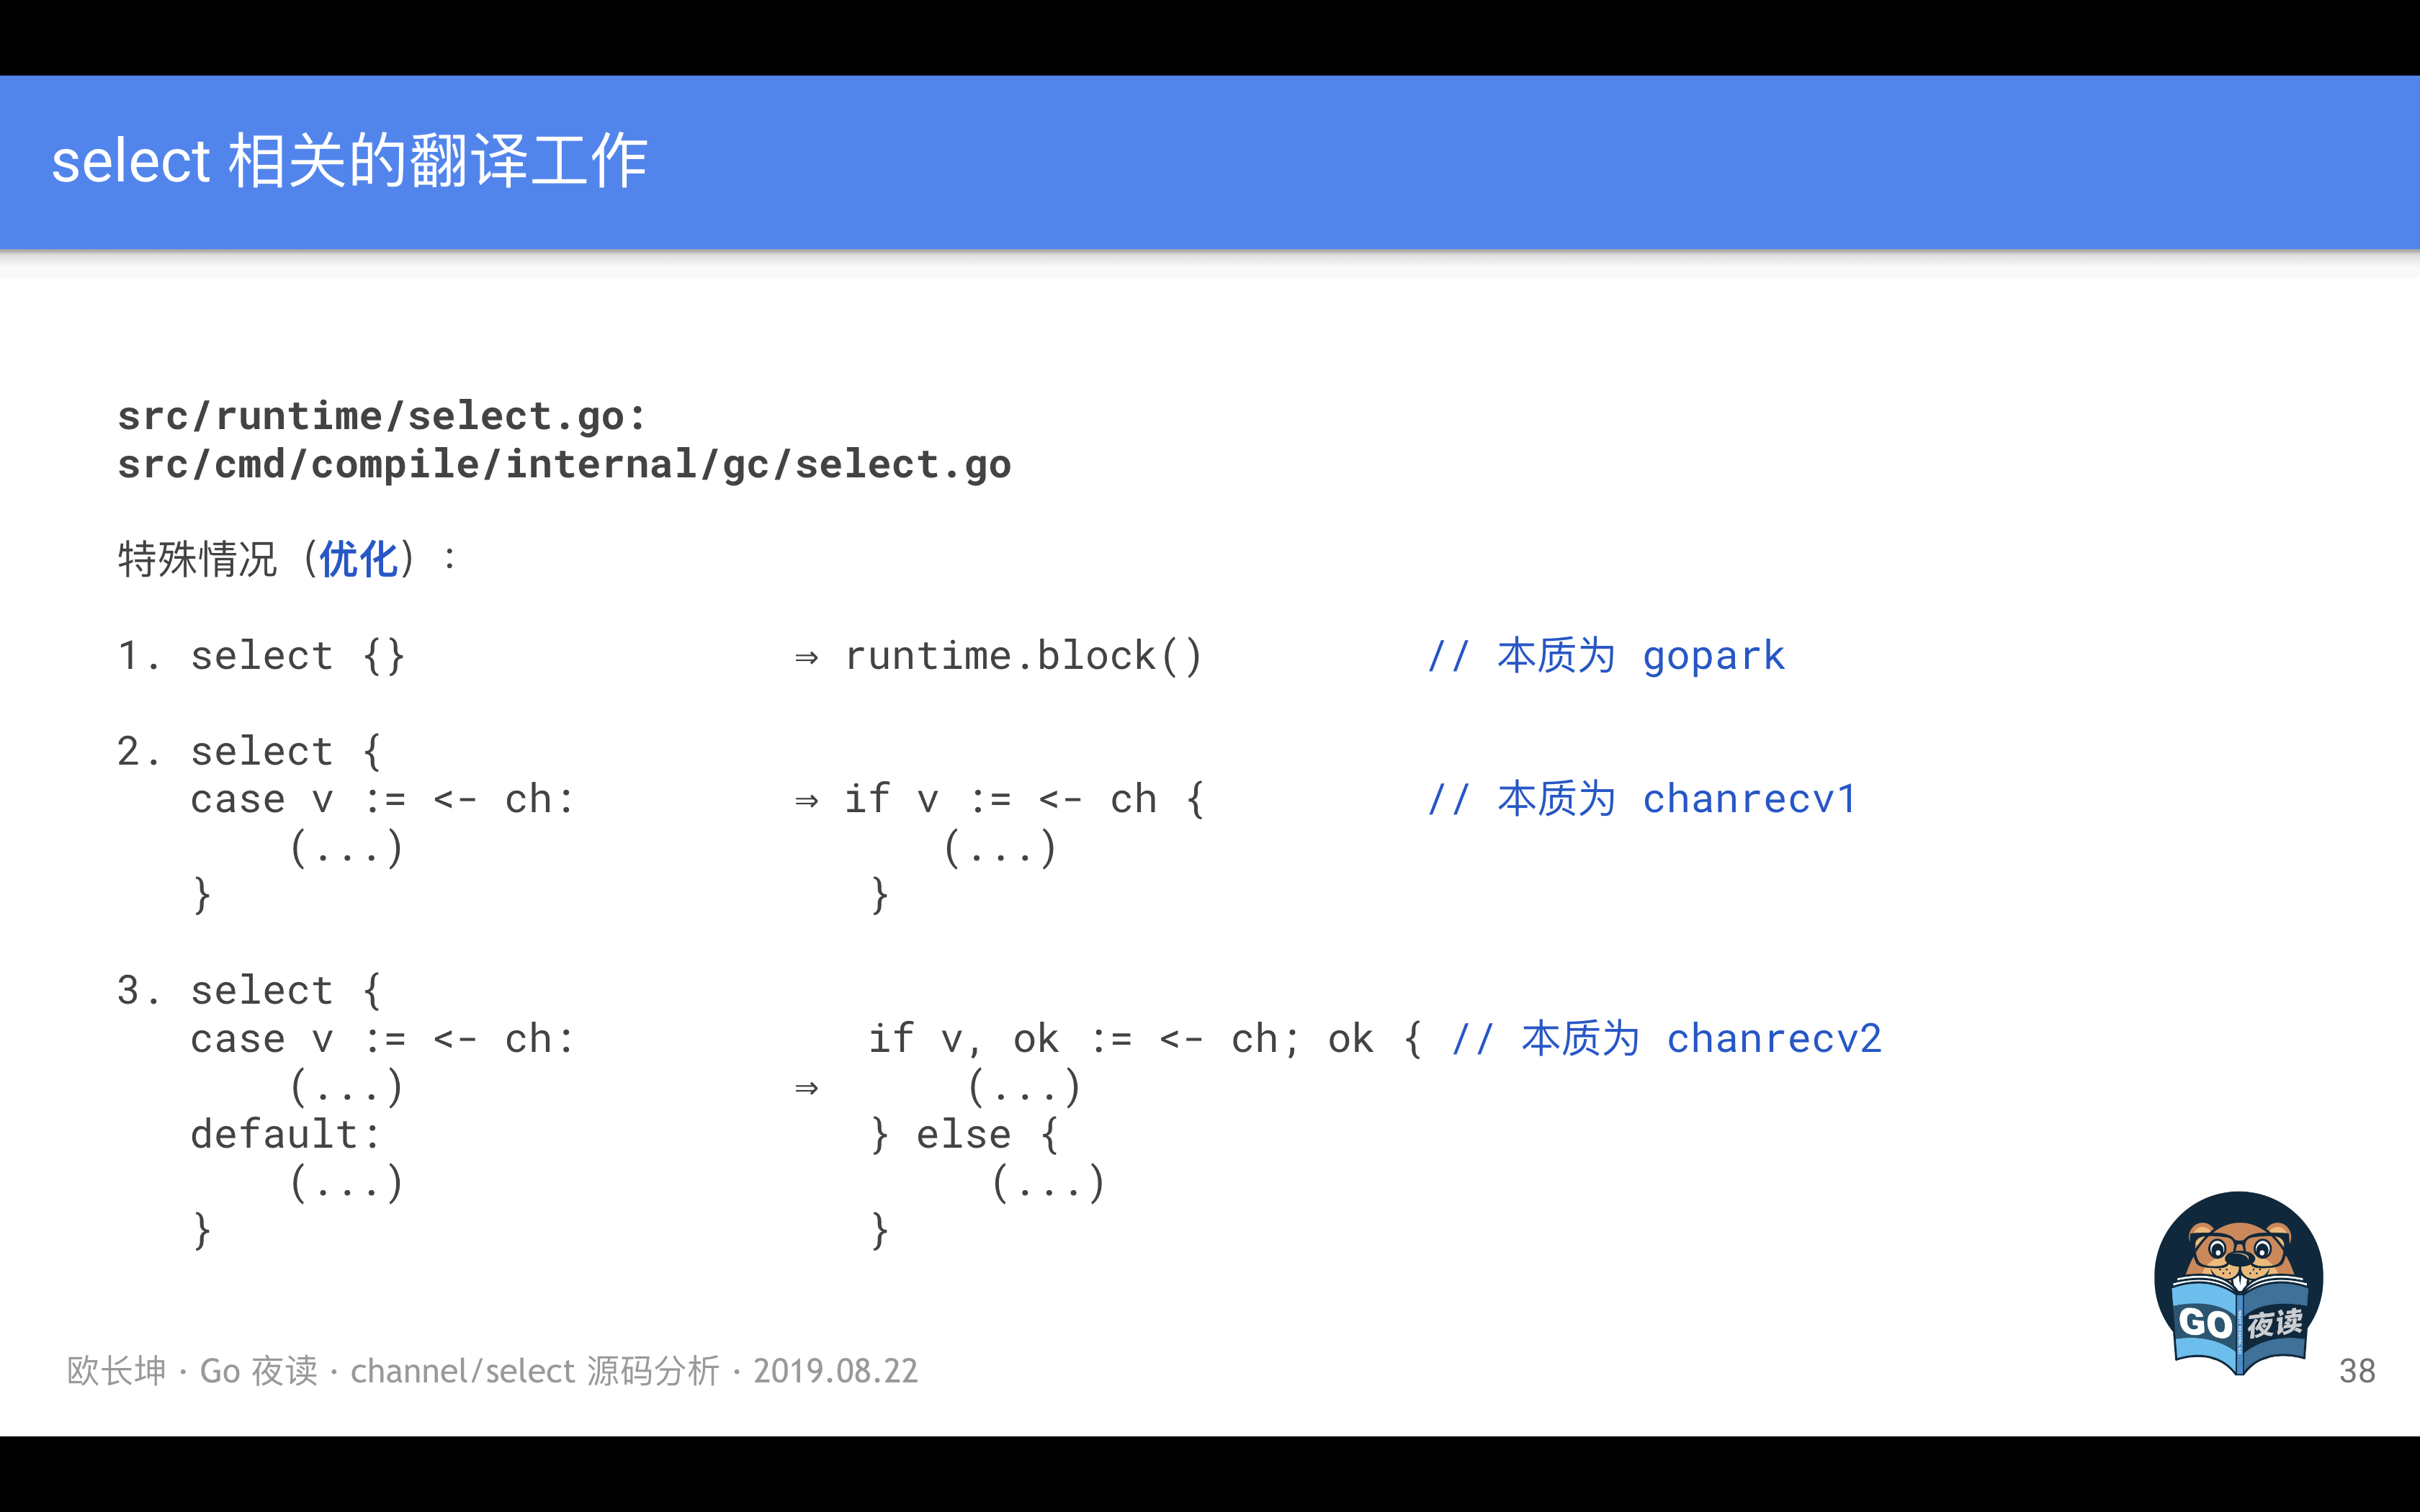 select 相关的翻译工作
src/runtime/select.go:
src/cmd/compile/internal/gc/select.go
特殊情况（优化）：
1. select {} ⇒ runtime.block() // 本质为 gopark
2. select {
case v := <- ch: ⇒ if v := <- ch { // 本质为 chanrecv1
(...) (...)
} }
3. select {
case v := <- ch: if v, ok := <- ch; ok { // 本质为 chanrecv2
(...) ⇒ (...)
default: } else {
(...) (...)
} }
GO 夜读
欧长坤 · Go 夜读 · channel/select 源码分析 · 2019.08.22
38